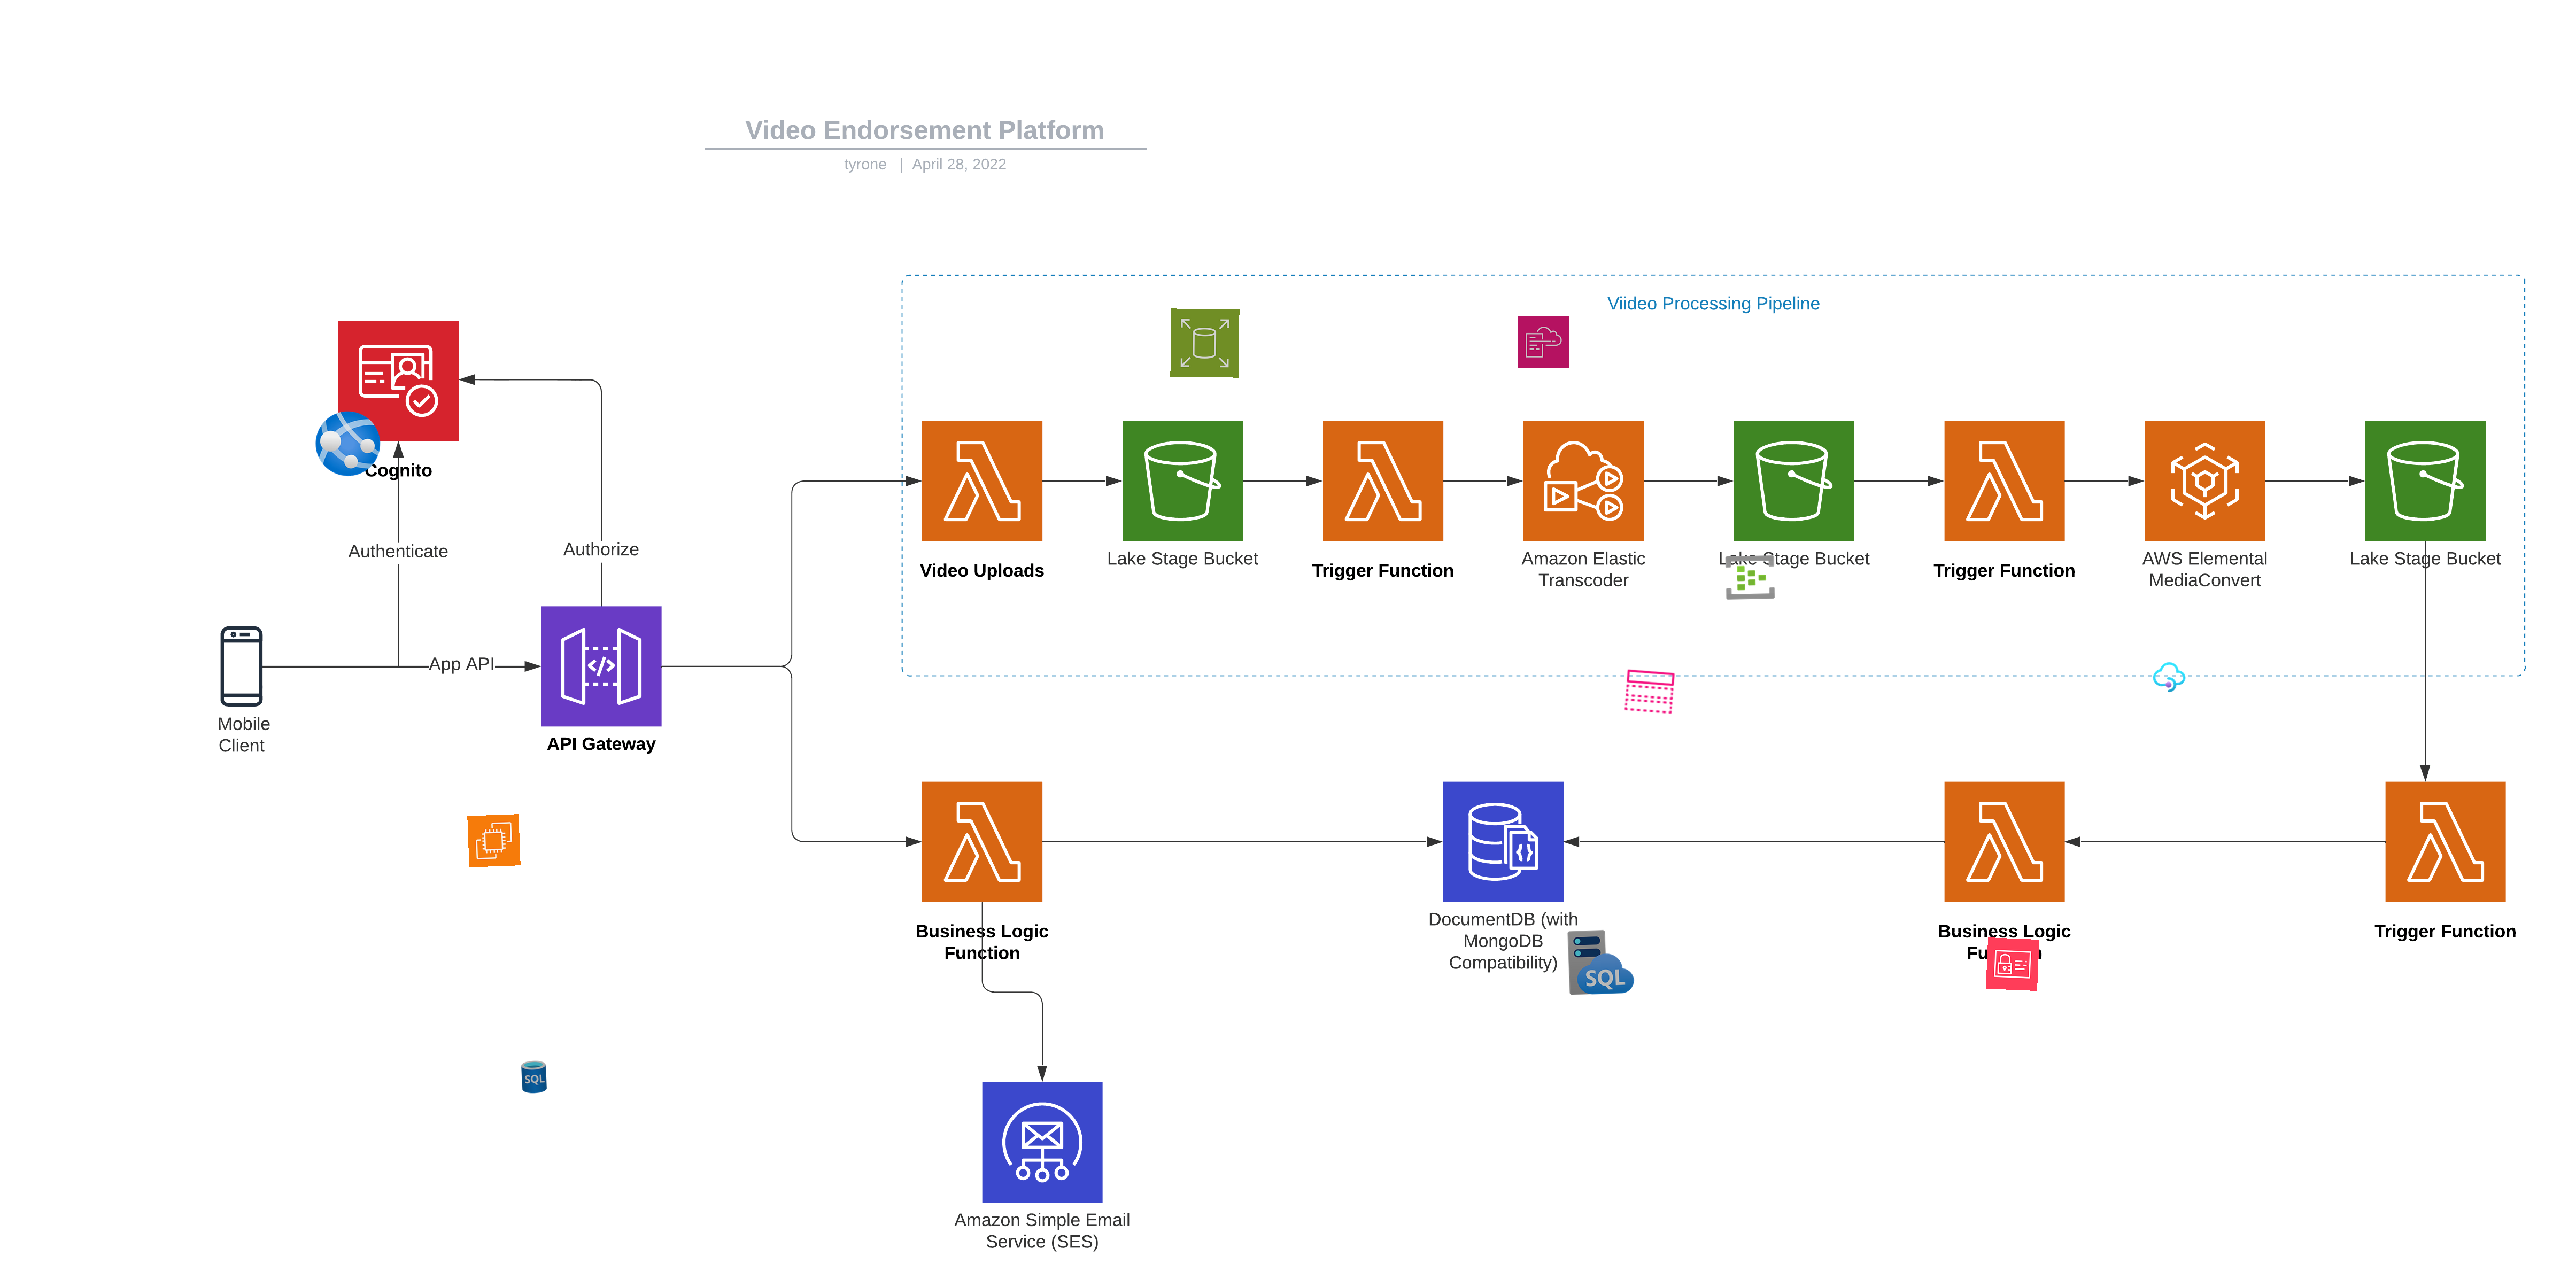 Video Endorsement Platform
tyrone | April 28, 2022
Viideo Processing Pipeline
Cognito
Authenticate
Authorize
Video Uploads
Lake Stage Bucket
Trigger Function
Amazon Elastic
Transcoder
Lake Stage Bucket
Trigger Function
AWS Elemental
MediaConvert
Lake Stage Bucket
App API
Mobile
Client
API Gateway
Business Logic
Function
DocumentDB (with
MongoDB
Compatibility)
SQL
Business Logic
Function
Trigger Function
SQL
Amazon Simple Email
Service (SES)